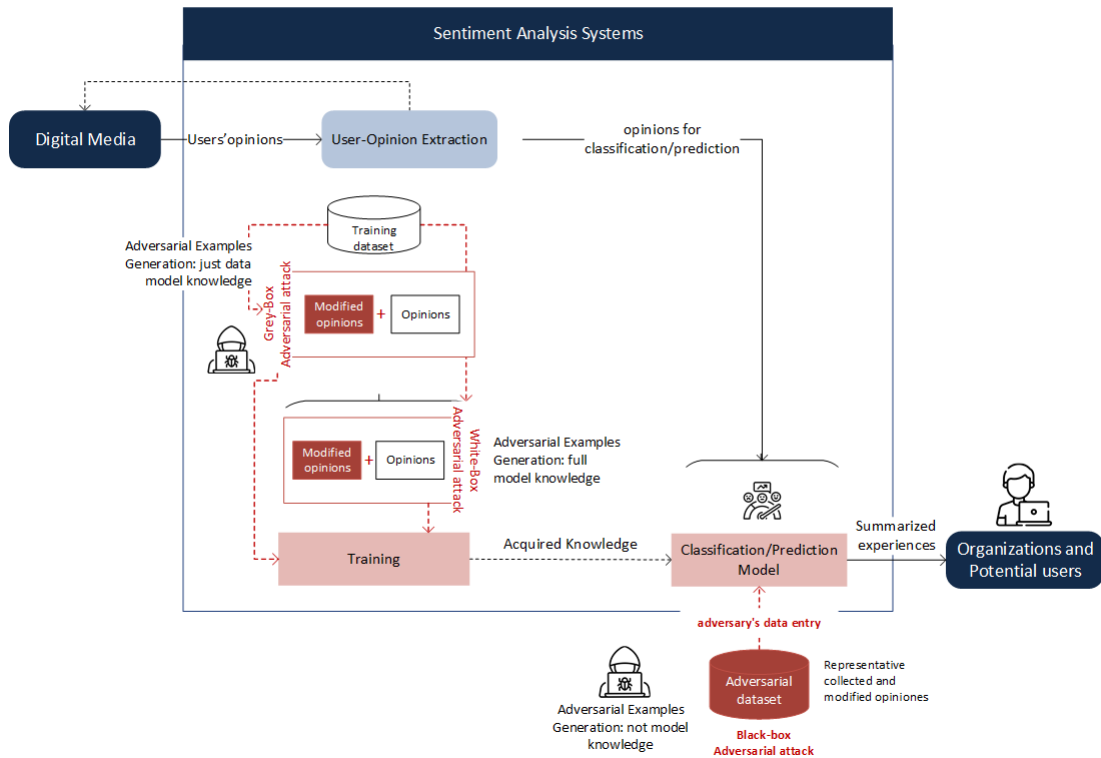 Sentiment Analysis Systems
Digital Media
Users'opinions
User-Opinion Extraction
opinions for
classification/prediction
Training
dataset
Adversarial Examples
Generation: just data
model knowledge
Grey-Box
Adversarial attack
Modified
opinions
+
Opinions
White-Box
Adversarial attack
Modified
opinions
+
Opinions
Adversarial Examples
Generation: full
model knowledge
Training
Acquired Knowledge
Classification/Prediction
Model
Summarized
experiences
Organizations and
Potential users
adversary's data entry
Adversarial
dataset
Representative
collected and
modified opiniones
Adversarial Examples
Generation: not model
knowledge
Black-box
Adversarial attack